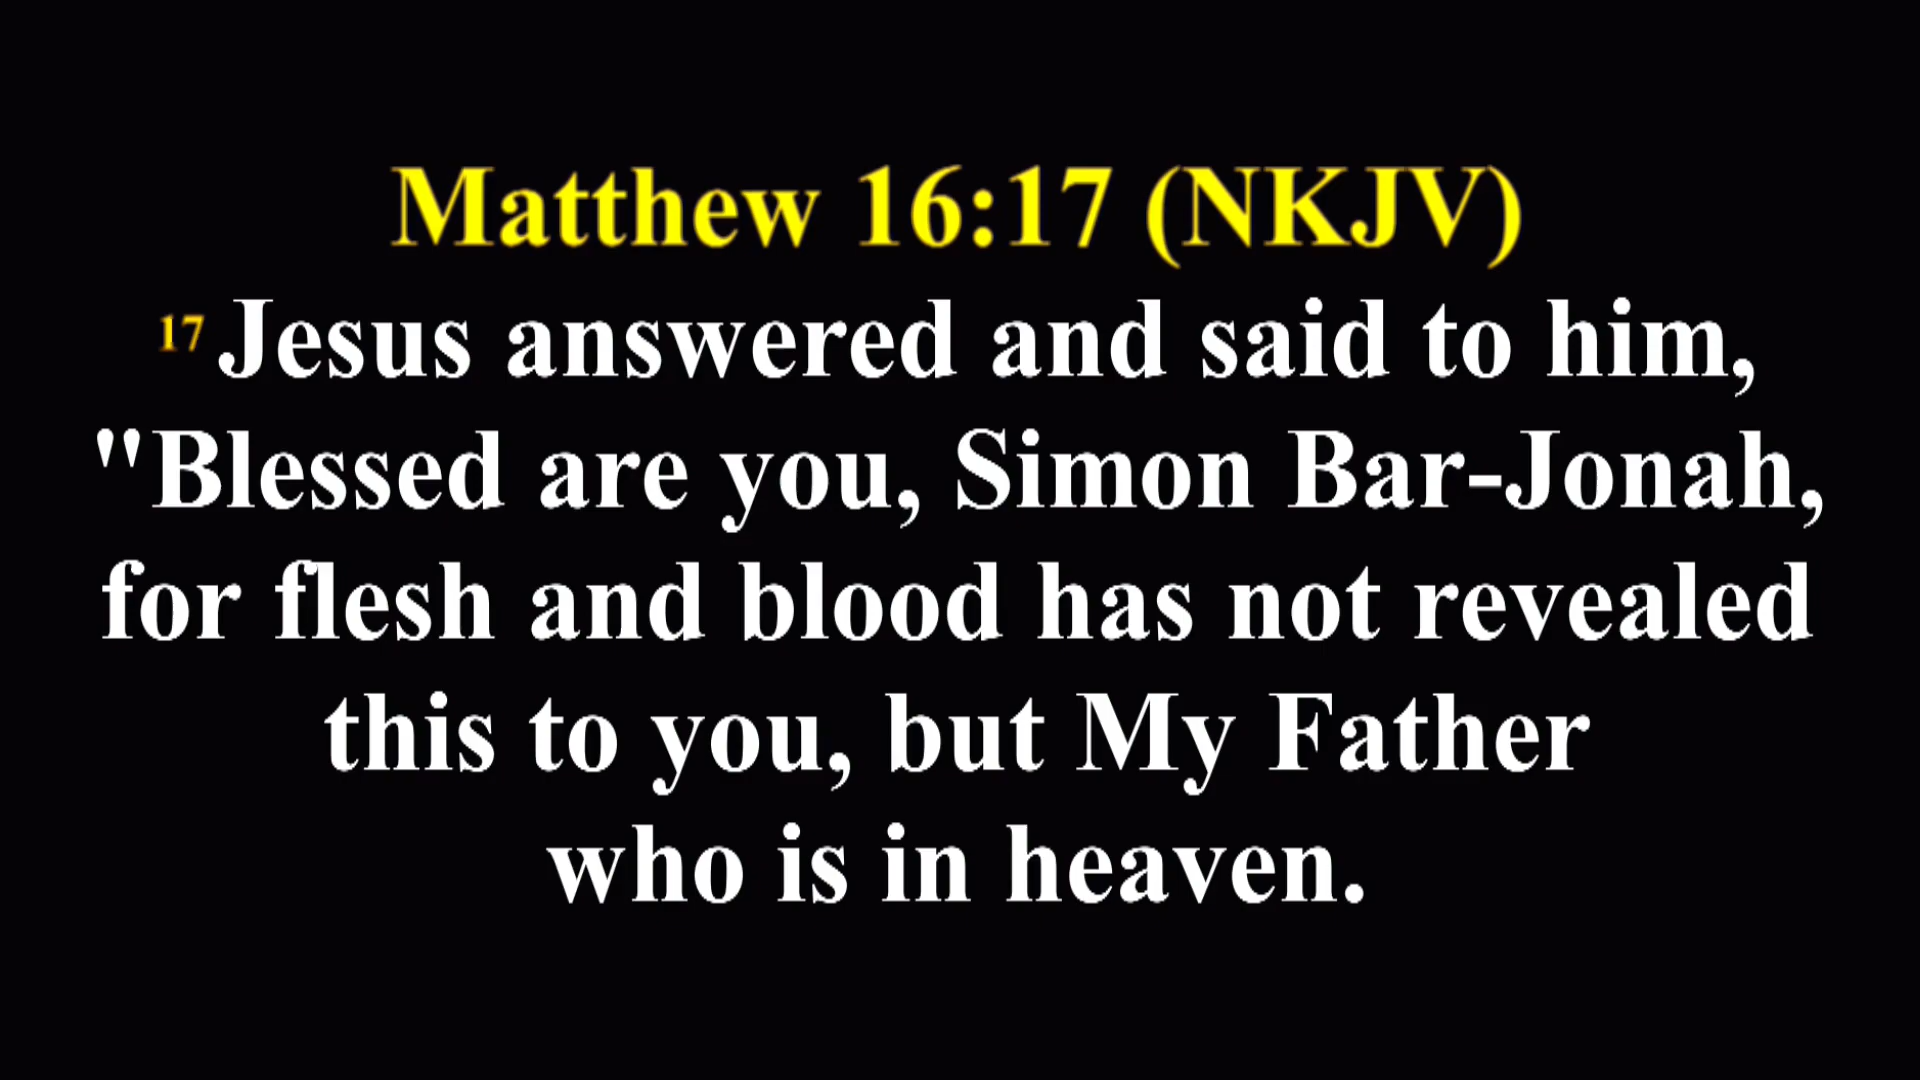 Matthew 16:17 (NKJV)
17 Jesus answered and said to him,
"Blessed are you, Simon Bar-Jonah,
for flesh and blood has not revealed
this to you, but My Father
who is in heaven.